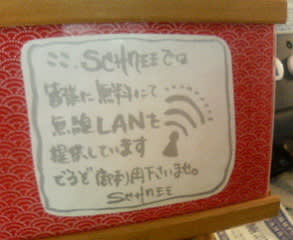 ここ、SCHNEEでは
皆様に無料にて
無線LANを
提供しています
どうぞ御利用下さいませ。
SCHNEE